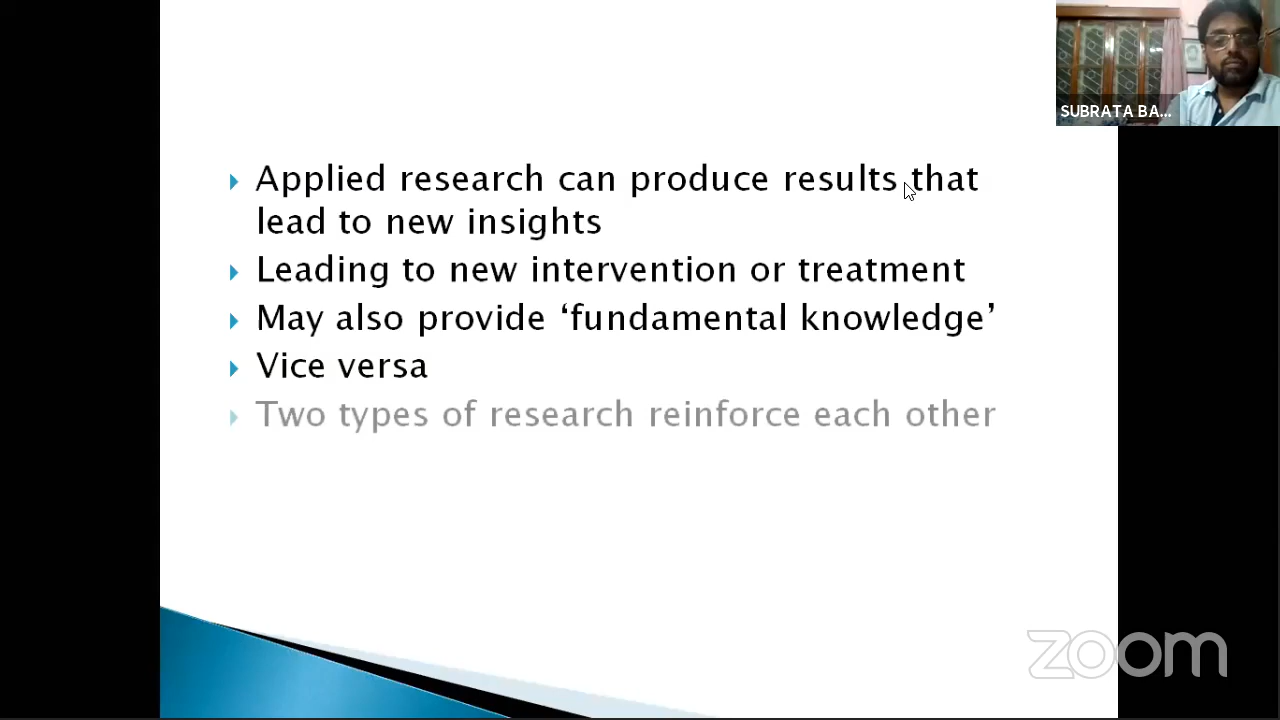 SUBRATA BA...
Applied research can produce results that
lead to new insights
Leading to new intervention or treatment
May also provide ‘fundamental knowledge’
Vice versa
Two types of research reinforce each other
zoom